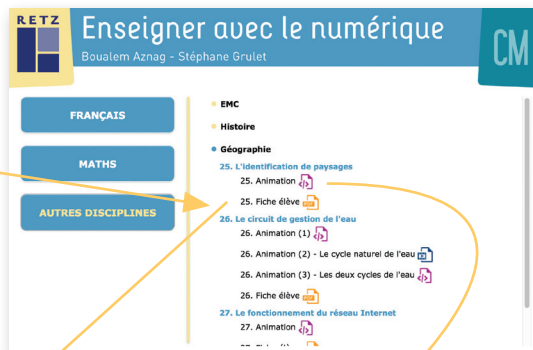 RETZ
Enseigner avec le numérique
Boualem Aznag - Stéphane Grulet
CM
FRANÇAIS
MATHS
AUTRES DISCIPLINES
EMC
Histoire
Géographie
25. L'identification de paysages
25. Animation
25. Fiche élève
26. Le circuit de gestion de l'eau
26. Animation (1)
26. Animation (2) - Le cycle naturel de l'eau
26. Animation (3) - Les deux cycles de l'eau
26. Fiche élève
27. Le fonctionnement du réseau Internet
27. Animation